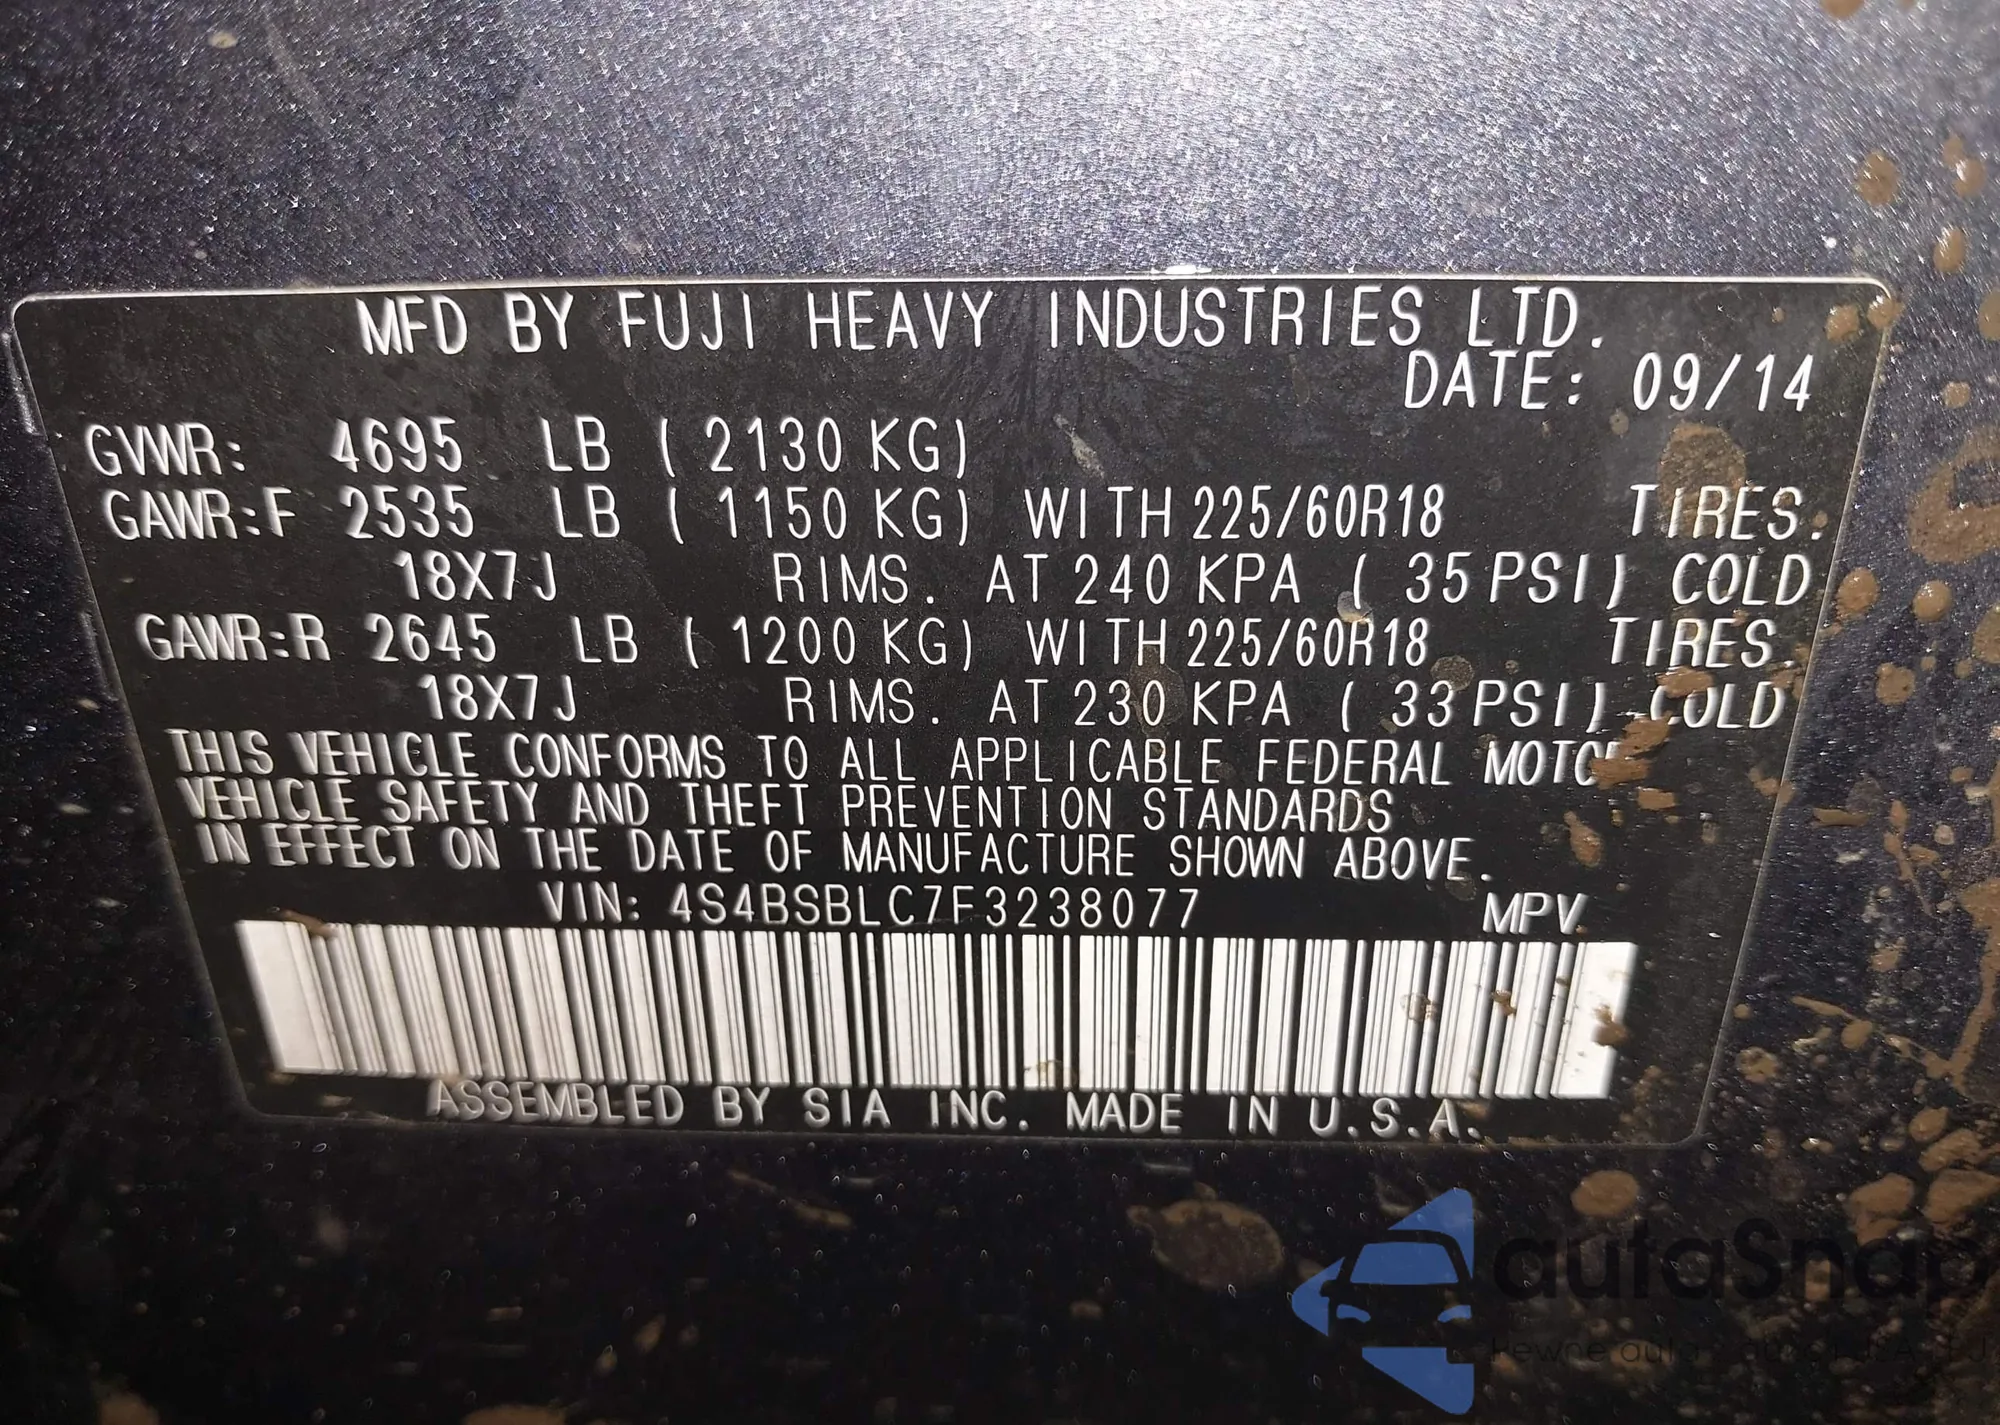 MFD BY FUJI HEAVY INDUSTRIES LTD.
DATE: 09/14
GVWR: 4695 LB (2130 KG)
GAWR:F 2535 LB (1150 KG) WITH 225/60R18 TIRES.
18X7J RIMS. AT 240 KPA (35 PSI) COLD
GAWR:R 2645 LB (1200 KG) WITH 225/60R18 TIRES.
18X7J RIMS. AT 230 KPA (33 PSI) COLD
THIS VEHICLE CONFORMS TO ALL APPLICABLE FEDERAL MOTOR
VEHICLE SAFETY AND THEFT PREVENTION STANDARDS
IN EFFECT ON THE DATE OF MANUFACTURE SHOWN ABOVE.
VIN: 4S4BSBLC7F3238077 MPV
ASSEMBLED BY SIA INC. MADE IN U.S.A.
autaSnap
Pewne auta